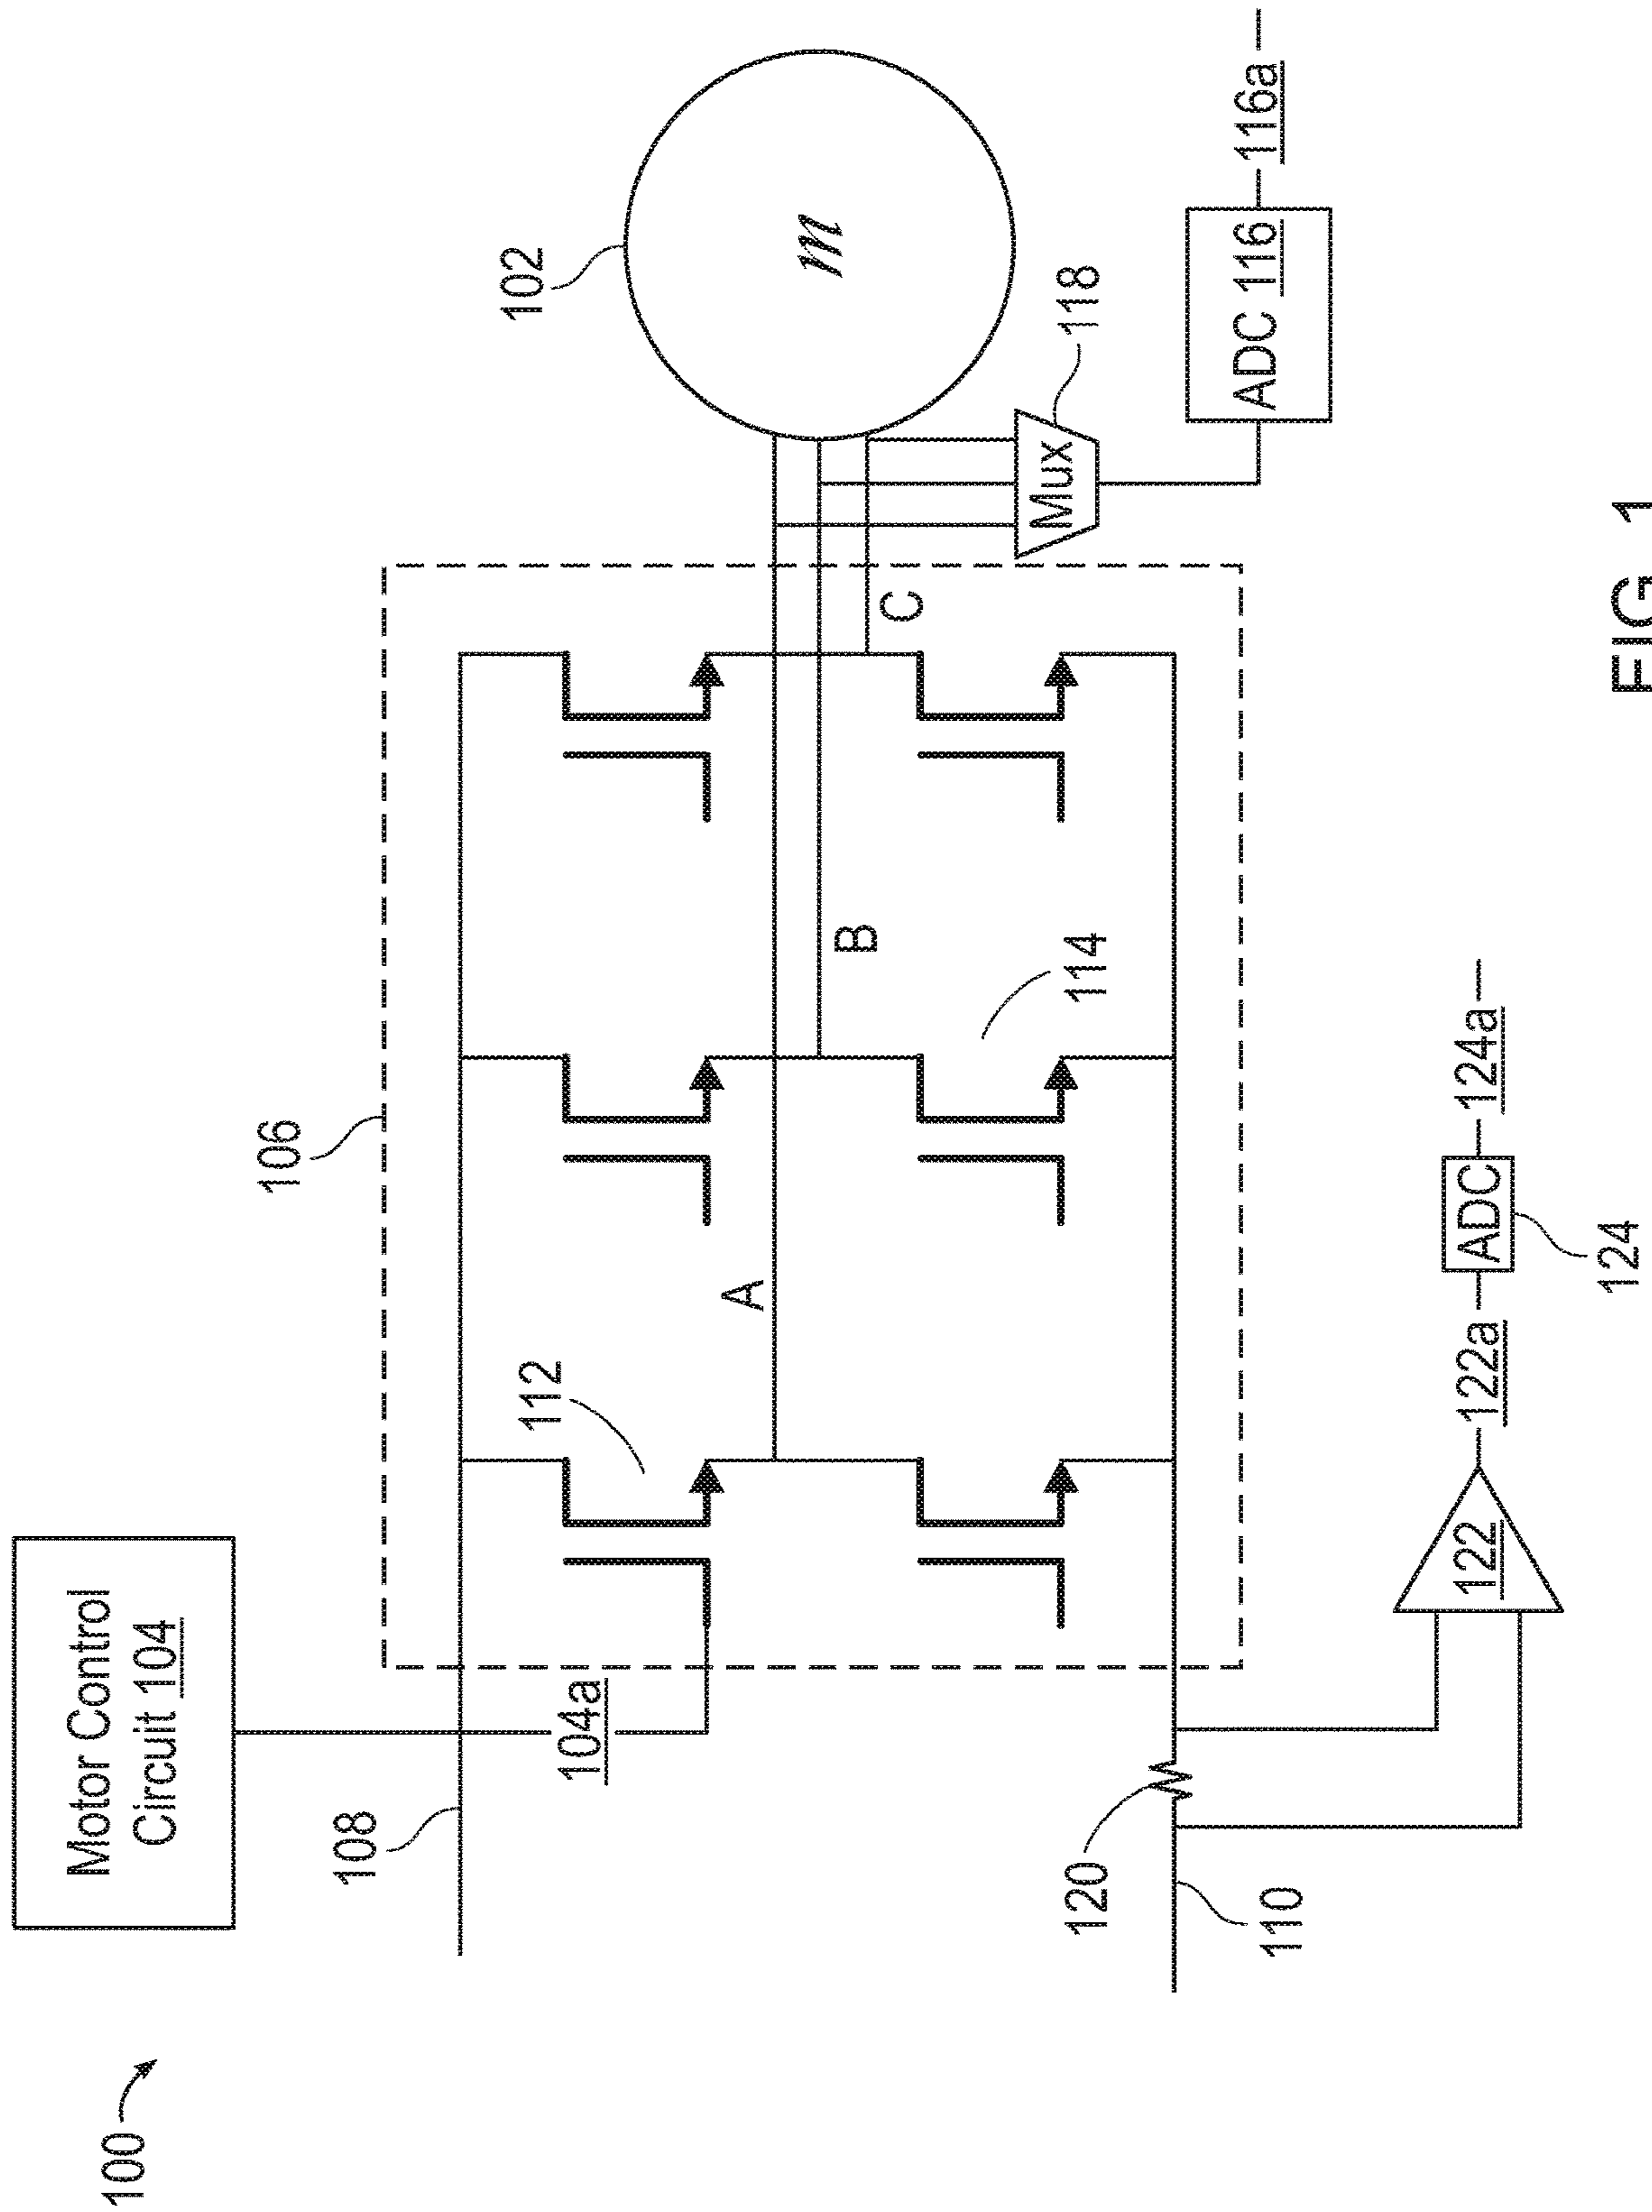 100
Motor Control
Circuit 104
108
104a
106
102
112
A
B
C
m
114
118
Mux
120
110
ADC 116
116a
122
122a
ADC
124a
124
FIG. 1